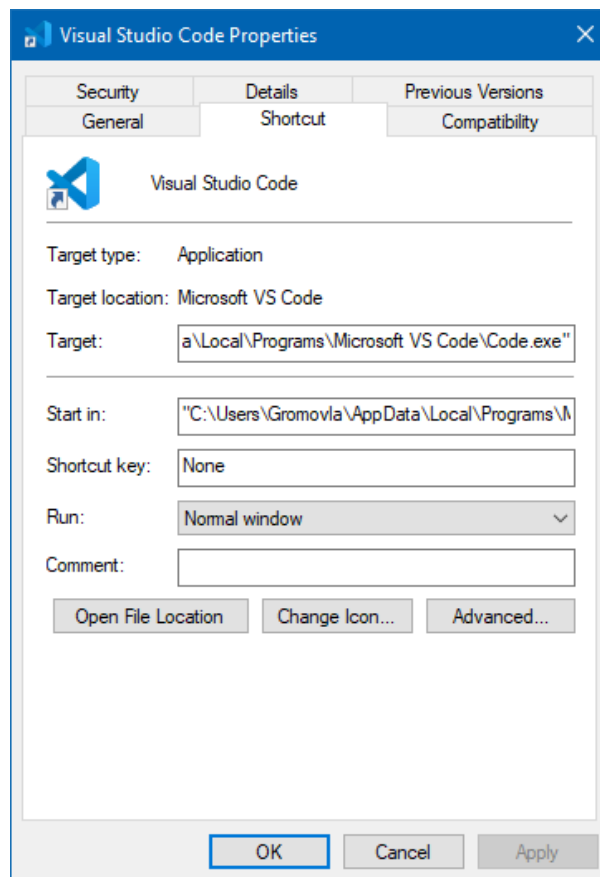 Visual Studio Code Properties
Security Details Previous Versions
General Shortcut Compatibility
Visual Studio Code
Target type: Application
Target location: Microsoft VS Code
Target: a\Local\Programs\Microsoft VS Code\Code.exe"
Start in: "C:\Users\Gromovla\AppData\Local\Programs\M
Shortcut key: None
Run: Normal window
Comment:
Open File Location Change Icon... Advanced...
OK Cancel Apply